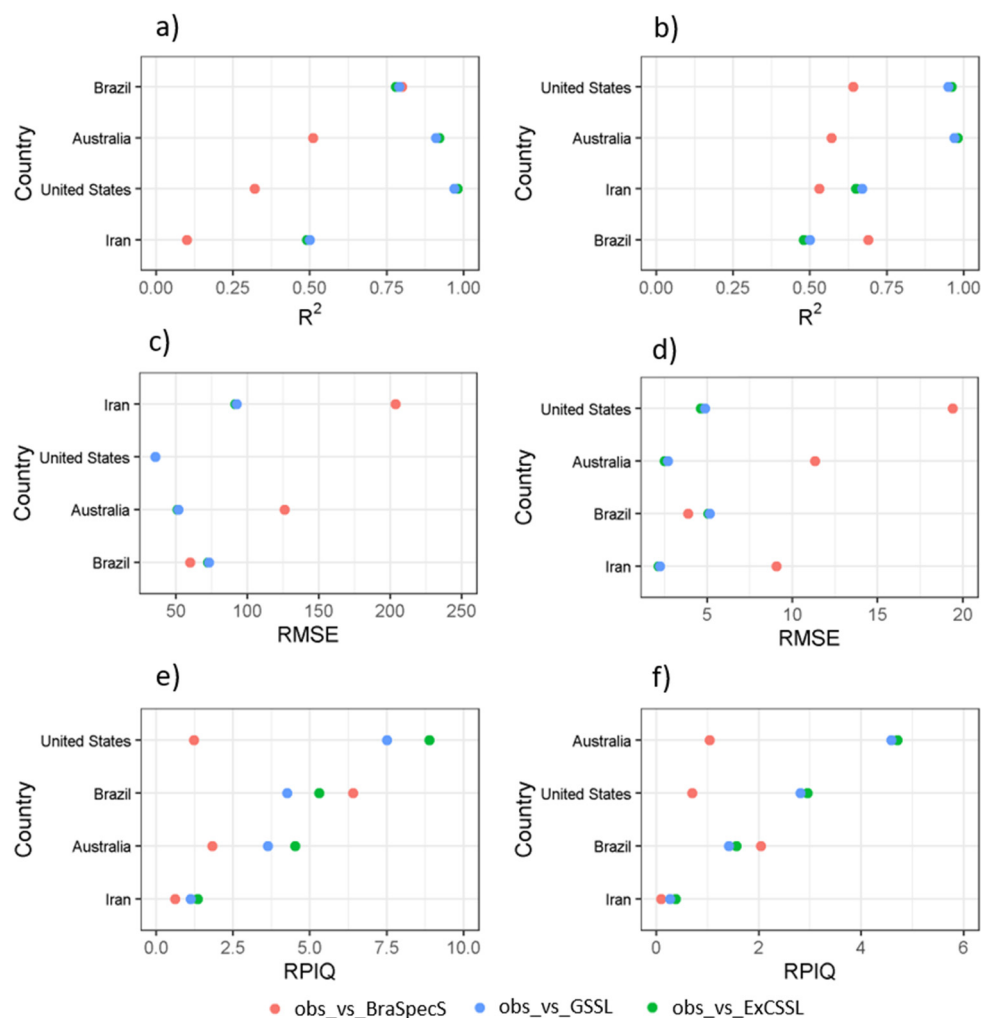 a)
Country
Brazil
Australia
United States
Iran
0.00 0.25 0.50 0.75 1.00
R²
b)
Country
United States
Australia
Iran
Brazil
0.00 0.25 0.50 0.75 1.00
R²
c)
Country
Iran
United States
Australia
Brazil
50 100 150 200 250
RMSE
d)
Country
United States
Australia
Brazil
Iran
5 10 15 20
RMSE
e)
Country
United States
Brazil
Australia
Iran
0.0 2.5 5.0 7.5 10.0
RPIQ
f)
Country
Australia
United States
Brazil
Iran
0 2 4 6
RPIQ
obs_vs_BraSpecS obs_vs_GSSL obs_vs_ExCSSL